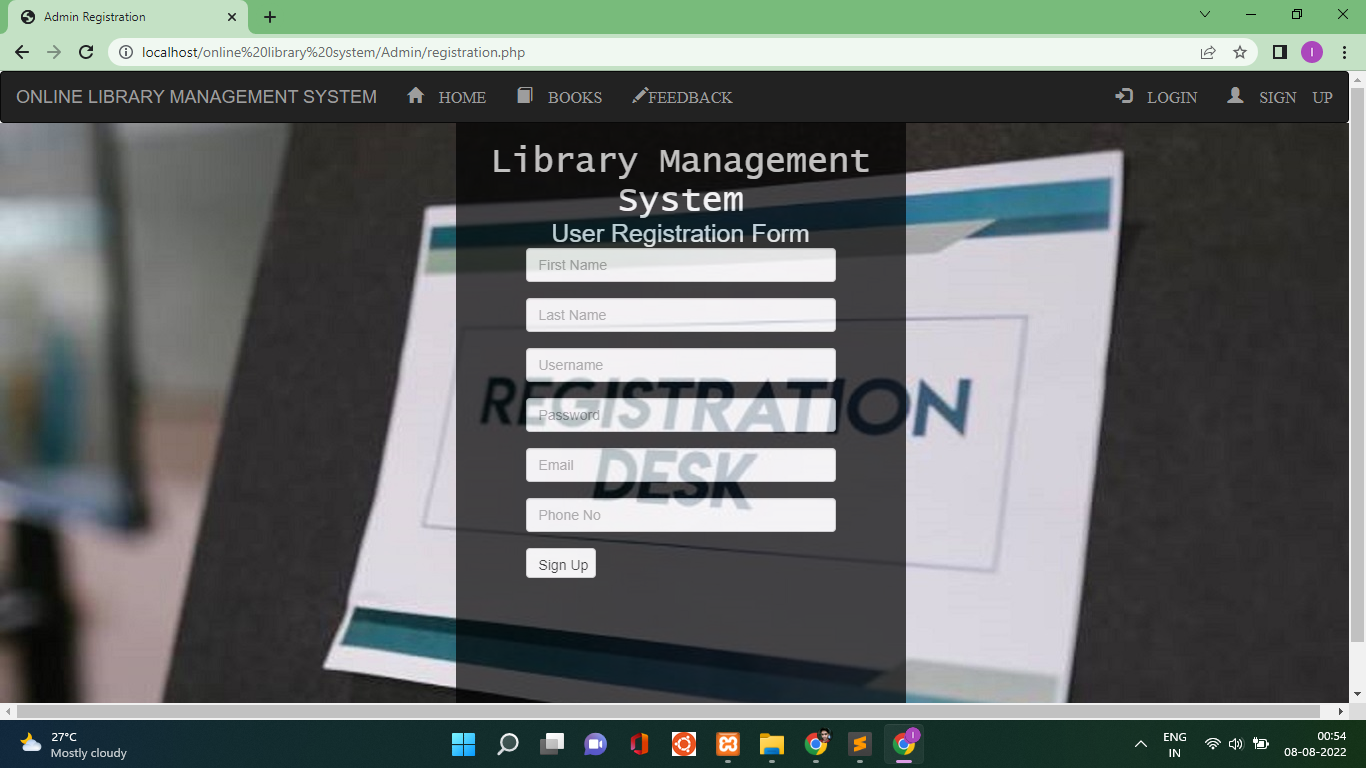 Admin Registration
localhost/online%20library%20system/Admin/registration.php
I
ONLINE LIBRARY MANAGEMENT SYSTEM HOME BOOKS FEEDBACK LOGIN SIGN UP
Library Management
System
User Registration Form
First Name
Last Name
Username
REGISTRATION
Password
Email
DESK
Phone No
Sign Up
27°C
Mostly cloudy
I
ENG
IN
00:54
08-08-2022